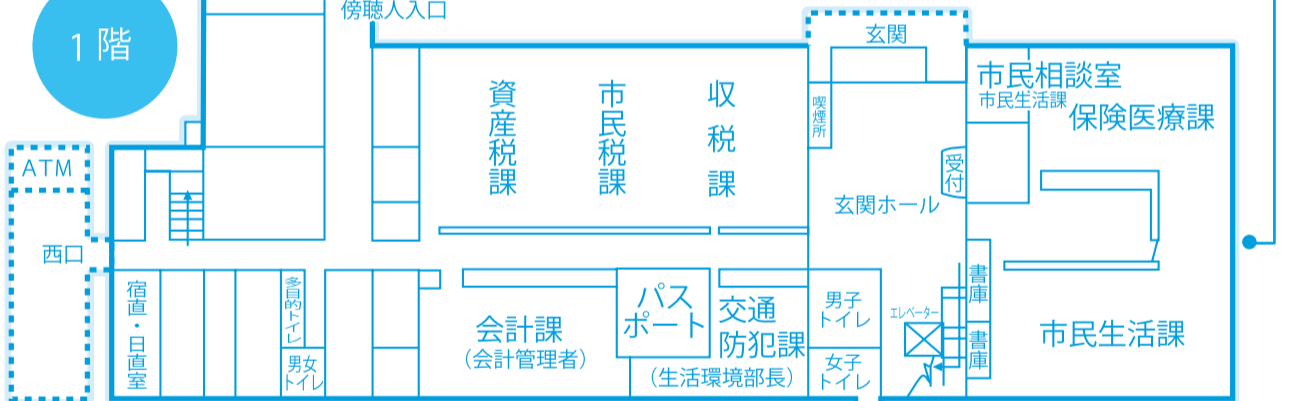 1階
傍聴人入口
玄関
資産税課
市民税課
収税課
喫煙所
市民相談室
市民生活課
保険医療課
ATM
受付
玄関ホール
西口
宿直・日直室
多目的トイレ
男女
トイレ
会計課
(会計管理者)
パス
ポート
交通
防犯課
(生活環境部長)
男子
トイレ
女子
トイレ
エレベーター
書庫
書庫
市民生活課